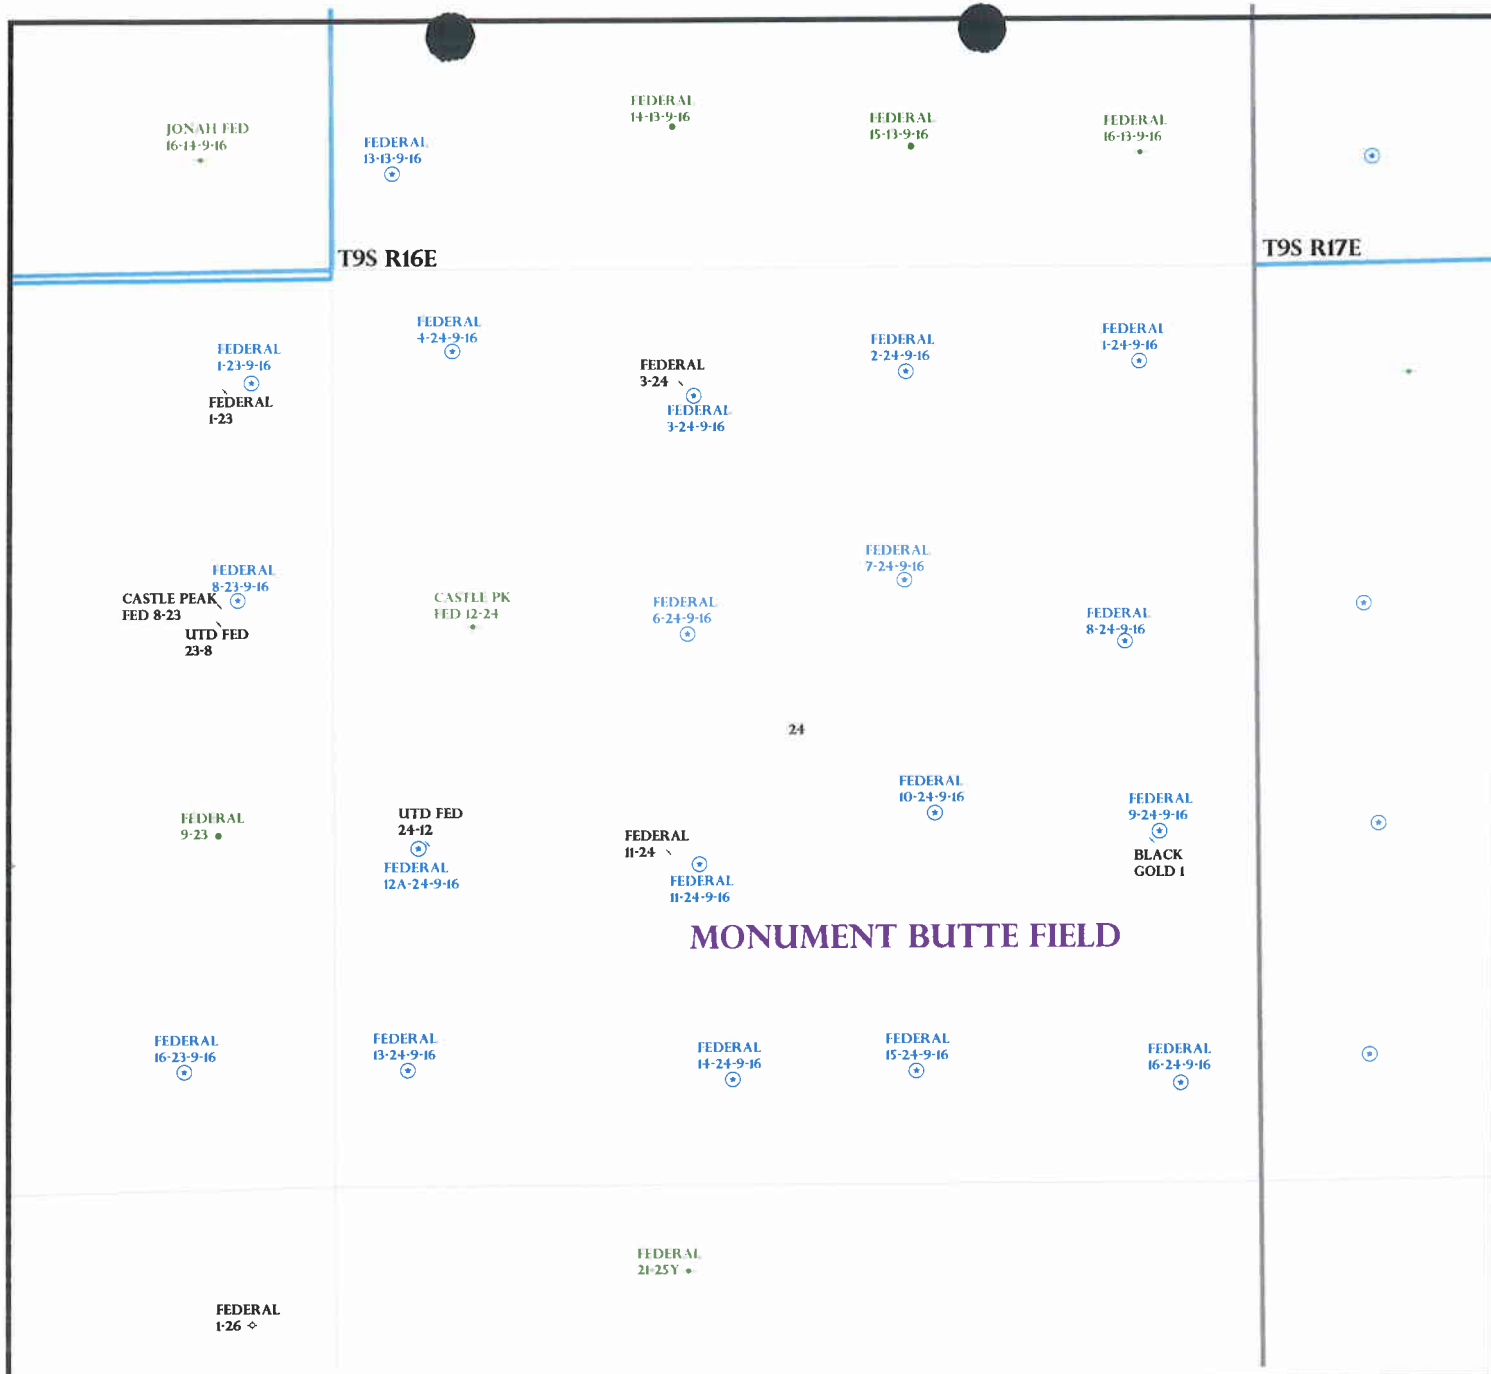 FEDERAL
14-13-9-16
FEDERAL
15-13-9-16
FEDERAL
16-13-9-16
JONAH FED
16-14-9-16
FEDERAL
13-13-9-16
T9S R16E
T9S R17E
FEDERAL
4-24-9-16
FEDERAL
1-24-9-16
FEDERAL
2-24-9-16
FEDERAL
1-23-9-16
FEDERAL
1-23
FEDERAL
3-24
FEDERAL
3-24-9-16
FEDERAL
7-24-9-16
FEDERAL
8-23-9-16
CASTLE PEAK
FED 8-23
UTD FED
23-8
CASTLE PK
FED 12-24
FEDERAL
6-24-9-16
FEDERAL
8-24-9-16
24
FEDERAL
10-24-9-16
FEDERAL
9-24-9-16
BLACK
GOLD 1
FEDERAL
9-23
UTD FED
24-12
FEDERAL
12A-24-9-16
FEDERAL
11-24
FEDERAL
11-24-9-16
MONUMENT BUTTE FIELD
FEDERAL
16-23-9-16
FEDERAL
13-24-9-16
FEDERAL
14-24-9-16
FEDERAL
15-24-9-16
FEDERAL
16-24-9-16
FEDERAL
21-25Y
FEDERAL
1-26